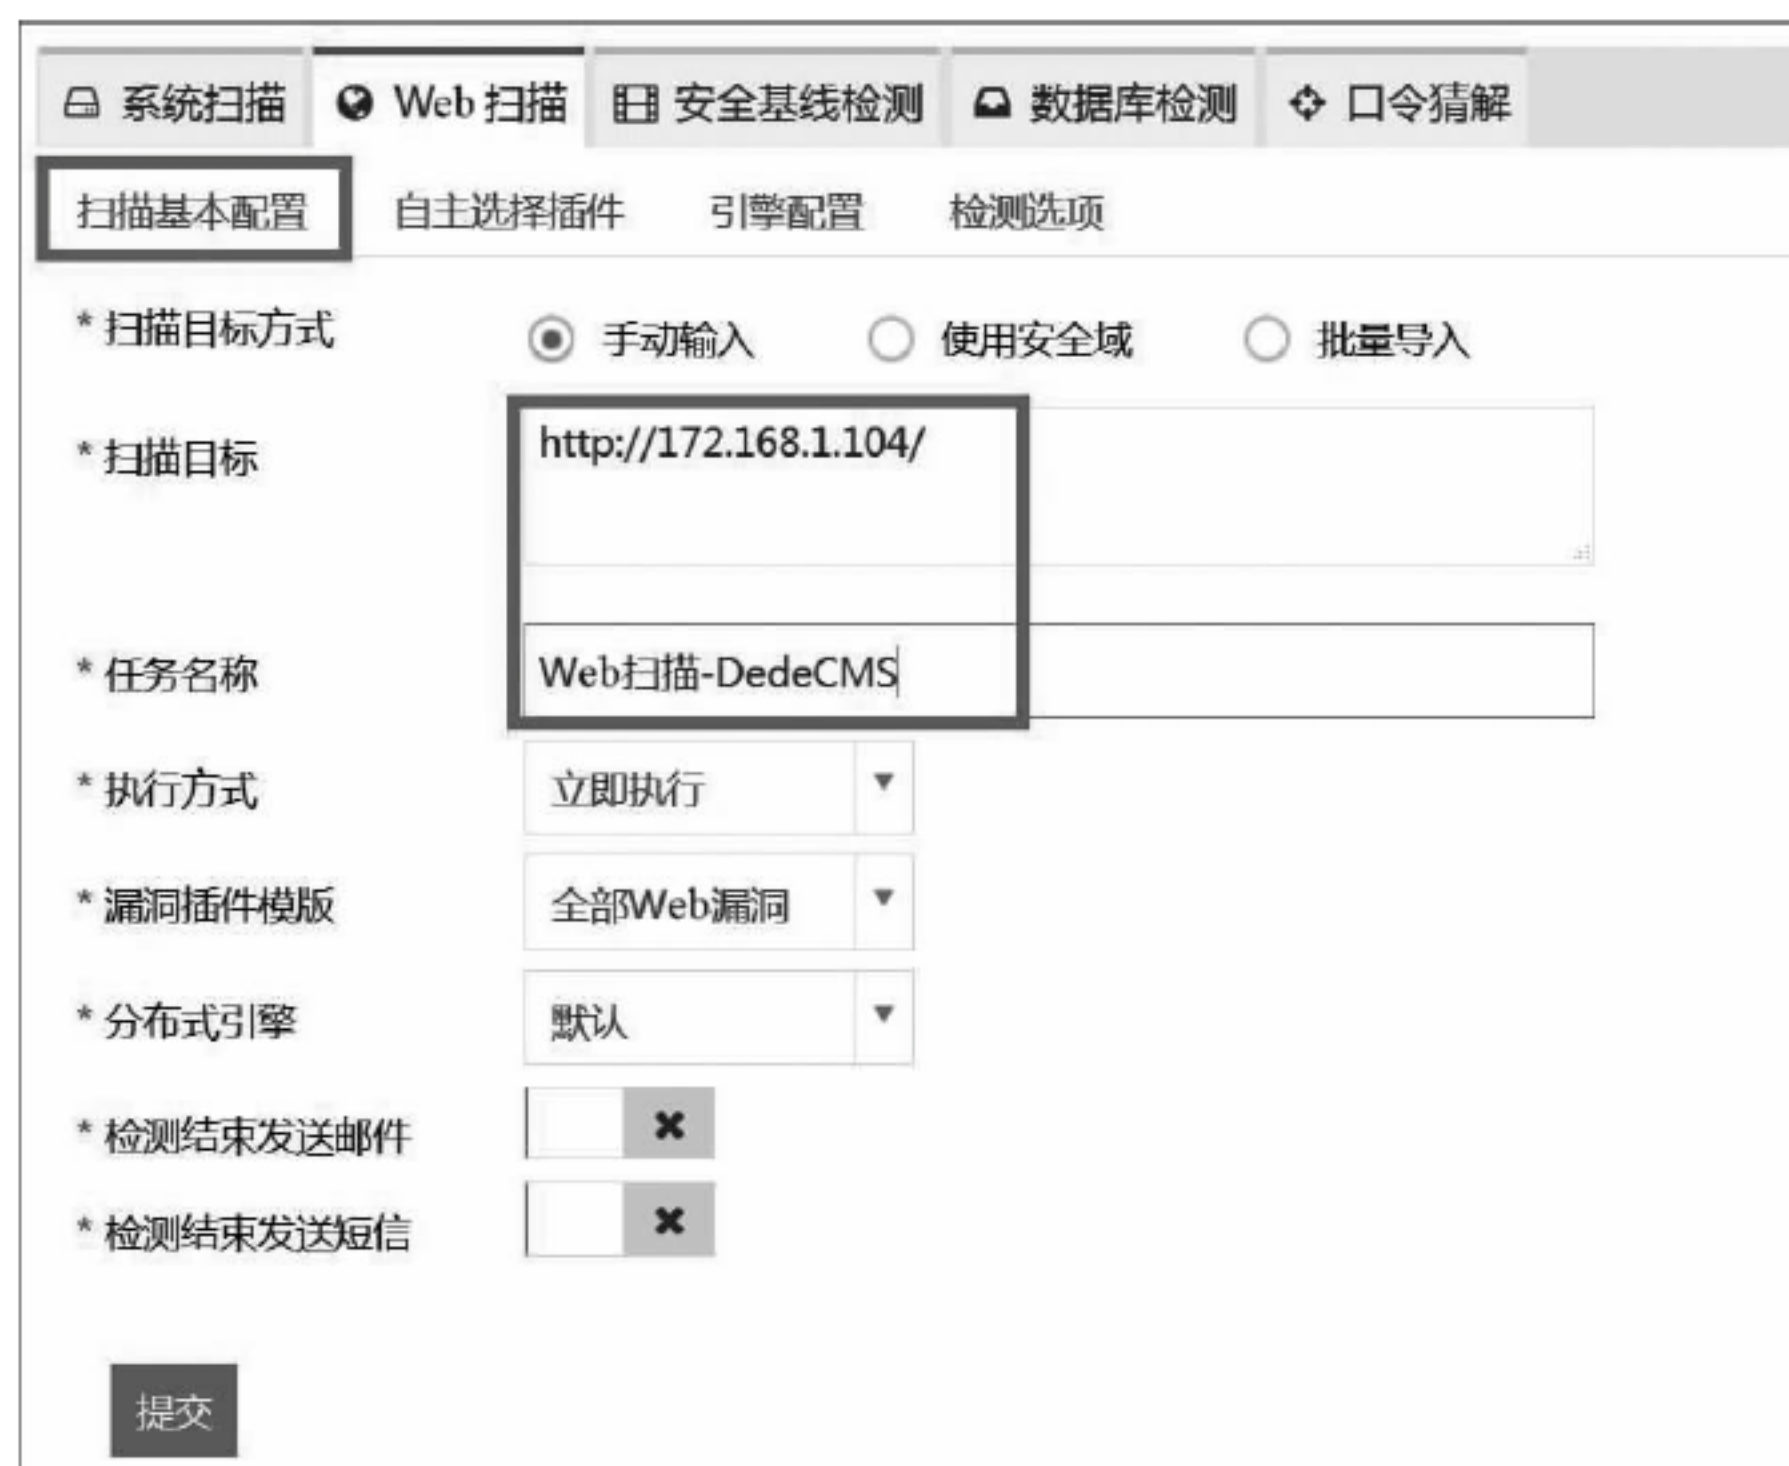 系统扫描 Web 扫描 安全基线检测 数据库检测 口令猜解
扫描基本配置 自主选择插件 引擎配置 检测选项
* 扫描目标方式 手动输入 使用安全域 批量导入
* 扫描目标 http://172.168.1.104/
* 任务名称 Web扫描-DedeCMS
* 执行方式 立即执行
* 漏洞插件模版 全部Web漏洞
* 分布式引擎 默认
* 检测结束发送邮件
* 检测结束发送短信
提交